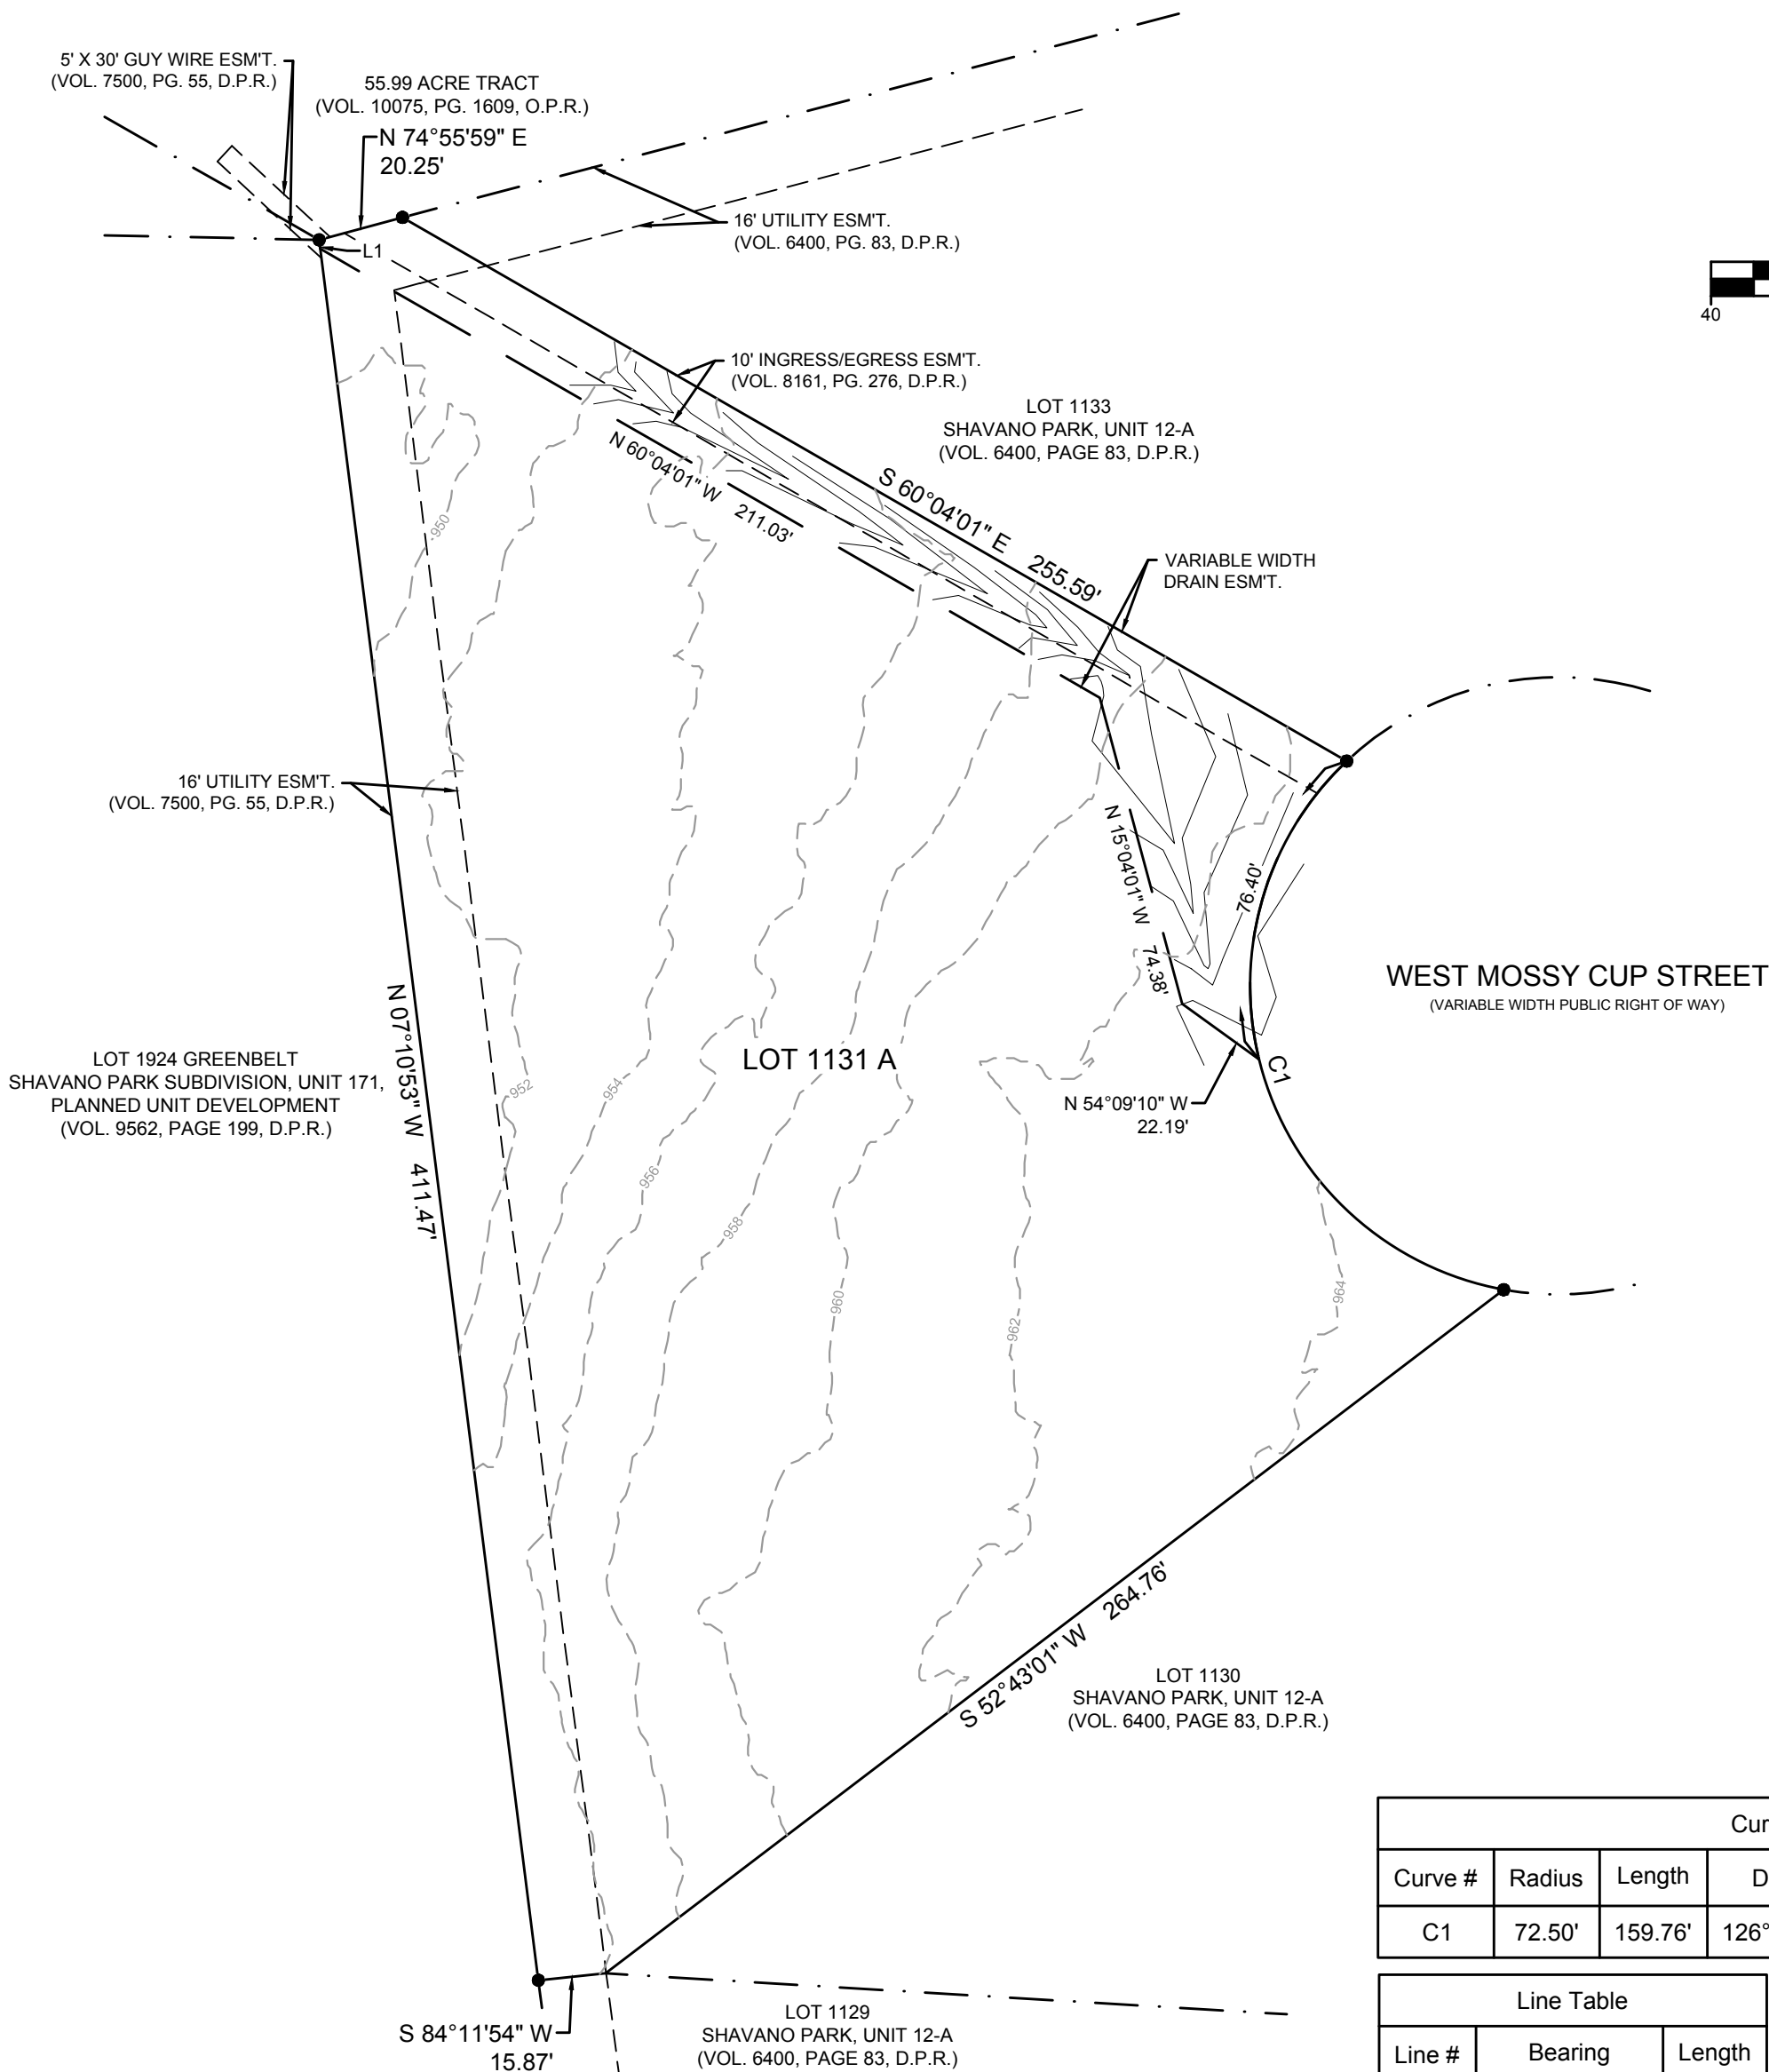 5' X 30' GUY WIRE ESM'T.
(VOL. 7500, PG. 55, D.P.R.)
55.99 ACRE TRACT
(VOL. 10075, PG. 1609, O.P.R.)
N 74°55'59" E
20.25'
L1
16' UTILITY ESM'T.
(VOL. 6400, PG. 83, D.P.R.)
40
10' INGRESS/EGRESS ESM'T.
(VOL. 8161, PG. 276, D.P.R.)
LOT 1133
SHAVANO PARK, UNIT 12-A
(VOL. 6400, PAGE 83, D.P.R.)
N 60°04'01" W 211.03'
S 60°04'01" E 255.59'
950
VARIABLE WIDTH
DRAIN ESM'T.
16' UTILITY ESM'T.
(VOL. 7500, PG. 55, D.P.R.)
N 15°04'01" W 74.38'
76.40'
WEST MOSSY CUP STREET
(VARIABLE WIDTH PUBLIC RIGHT OF WAY)
N 07°10'53" W 411.47'
LOT 1924 GREENBELT
SHAVANO PARK SUBDIVISION, UNIT 171,
PLANNED UNIT DEVELOPMENT
(VOL. 9562, PAGE 199, D.P.R.)
LOT 1131 A
C1
N 54°09'10" W
22.19'
952
954
956
958
960
962
964
S 52°43'01" W 264.76'
LOT 1130
SHAVANO PARK, UNIT 12-A
(VOL. 6400, PAGE 83, D.P.R.)
S 84°11'54" W
15.87'
LOT 1129
SHAVANO PARK, UNIT 12-A
(VOL. 6400, PAGE 83, D.P.R.)
Cur
Curve # Radius Length D
C1 72.50' 159.76' 126°
Line Table
Line # Bearing Length